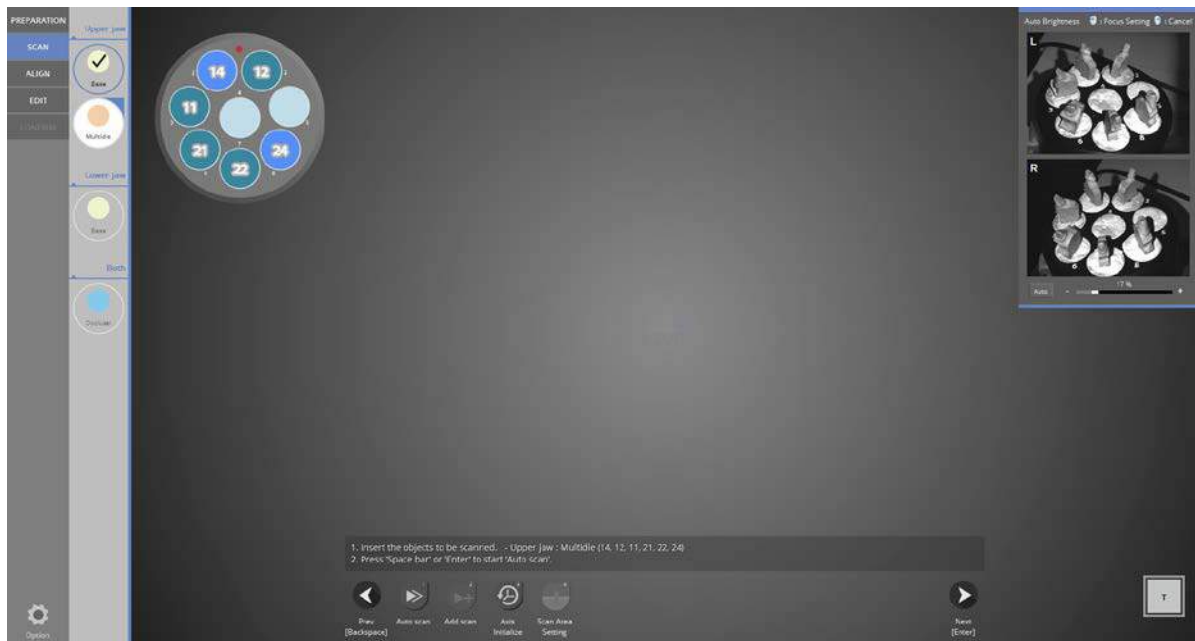 PREPARATION
SCAN
ALIGN
EDIT
Upper jaw
Base
Multidie
Lower jaw
Base
Both
Occlusal
14
12
11
21
22
24
Auto Brightness : Focus Setting : Cancel
L
R
Auto - 17 % +
1. Insert the objects to be scanned. - Upper jaw : Multidie (14, 12, 11, 21, 22, 24)
2. Press 'Space bar' or 'Enter' to start 'Auto scan'.
Prev
[Backspace]
Auto scan
Add scan
Axis
Initialize
Scan Area
Setting
Next
[Enter]
Option
T